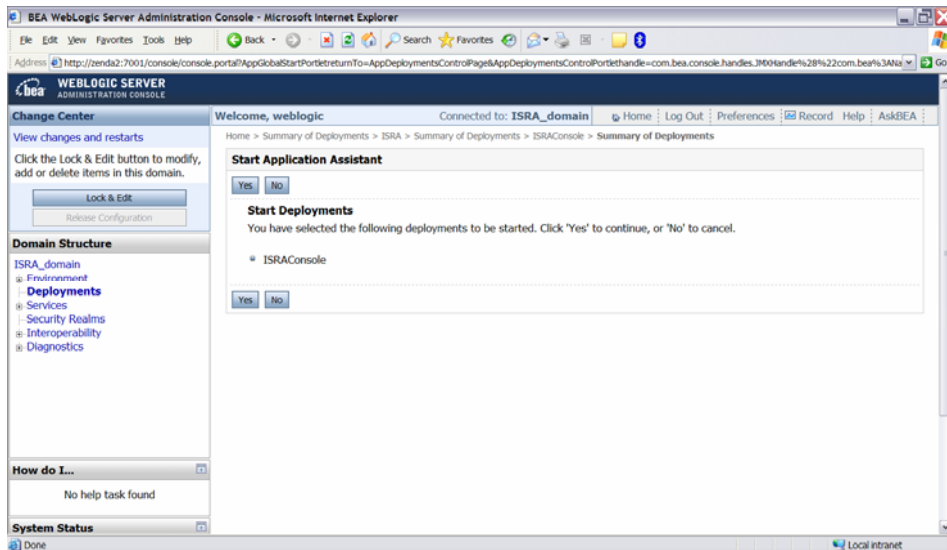 BEA WebLogic Server Administration Console - Microsoft Internet Explorer
File Edit View Favorites Tools Help
Back Search Favorites
Address http://zenda2:7001/console/console.portal?AppGlobalStartPortletreturnTo=AppDeploymentsControlPage&AppDeploymentsControlPortlethandle=com.bea.console.handles.JMXHandle%28%22com.bea%3ANa Go
bea WEBLOGIC SERVER
ADMINISTRATION CONSOLE
Change Center
View changes and restarts
Click the Lock & Edit button to modify,
add or delete items in this domain.
Lock & Edit
Release Configuration
Domain Structure
ISRA_domain
Environment
Deployments
Services
Security Realms
Interoperability
Diagnostics
How do I...
No help task found
System Status
Welcome, weblogic Connected to: ISRA_domain Home Log Out Preferences Record Help AskBEA
Home > Summary of Deployments > ISRA > Summary of Deployments > ISRAConsole > Summary of Deployments
Start Application Assistant
Yes No
Start Deployments
You have selected the following deployments to be started. Click 'Yes' to continue, or 'No' to cancel.
ISRAConsole
Yes No
Done Local intranet